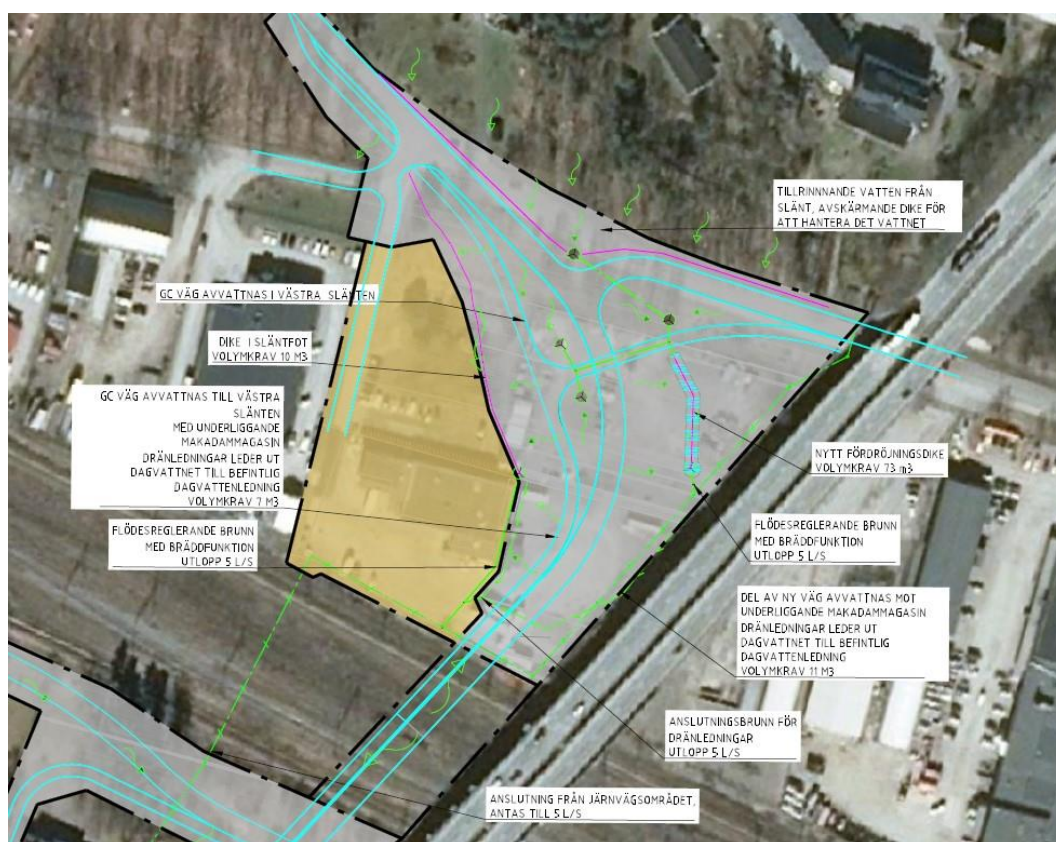 TILLRINNNANDE VATTEN FRÅN
SLÄNT, AVSKÄRMANDE DIKE FÖR
ATT HANTERA DET VATTNET
GC VÄG AVVATTNAS I VÄSTRA SLÄNTEN
DIKE I SLÄNTFOT
VOLYMKRAV 10 M3
GC VÄG AVVATTNAS TILL VÄSTRA
SLÄNTEN
MED UNDERLIGGANDE
MAKADAMMAGASIN
DRÄNLEDNINGAR LEDER UT
DAGVATTNET TILL BEFINTLIG
DAGVATTENLEDNING
VOLYMKRAV 7 M3
NYTT FÖRDRÖJNINGSDIKE
VOLYMKRAV 73 m3
FLÖDESREGLERANDE BRUNN
MED BRÄDDFUNKTION
UTLOPP 5 L/S
FLÖDESREGLERANDE BRUNN
MED BRÄDDFUNKTION
UTLOPP 5 L/S
DEL AV NY VÄG AVVATTNAS MOT
UNDERLIGGANDE MAKADAMMAGASIN
DRÄNLEDNINGAR LEDER UT
DAGVATTNET TILL BEFINTLIG
DAGVATTENLEDNING
VOLYMKRAV 11 M3
ANSLUTNINGSBRUNN FÖR
DRÄNLEDNINGAR
UTLOPP 5 L/S
ANSLUTNING FRÅN JÄRNVÄGSOMRÅDET,
ANTAS TILL 5 L/S